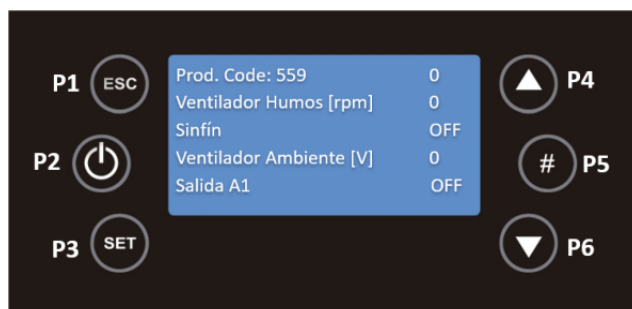 P1 ESC
P2
P3 SET
Prod. Code: 559 0
Ventilador Humos [rpm] 0
Sinfín OFF
Ventilador Ambiente [V] 0
Salida A1 OFF
P4
# P5
P6